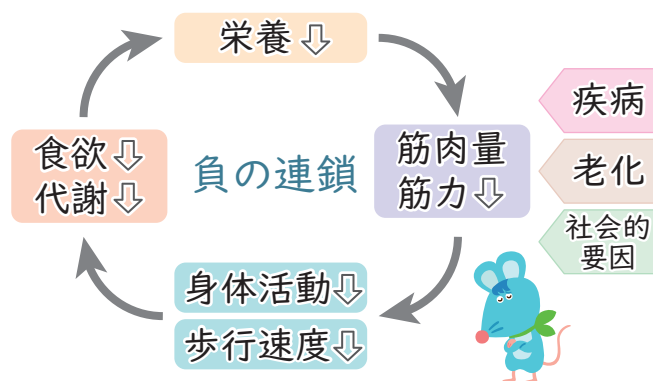 栄養⇩
筋肉量
筋力⇩
身体活動⇩
歩行速度⇩
食欲⇩
代謝⇩
負の連鎖
疾病
老化
社会的
要因